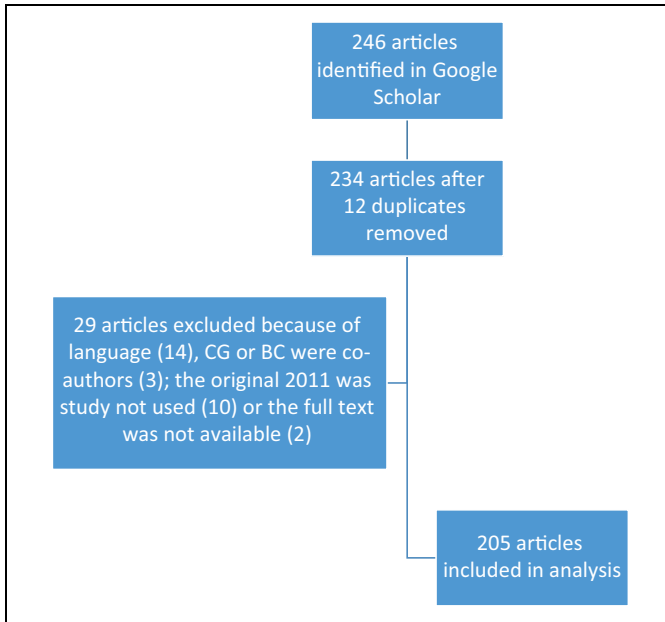 246 articles
identified in Google
Scholar
234 articles after
12 duplicates
removed
29 articles excluded because of
language (14), CG or BC were co-
authors (3); the original 2011 was
study not used (10) or the full text
was not available (2)
205 articles
included in analysis